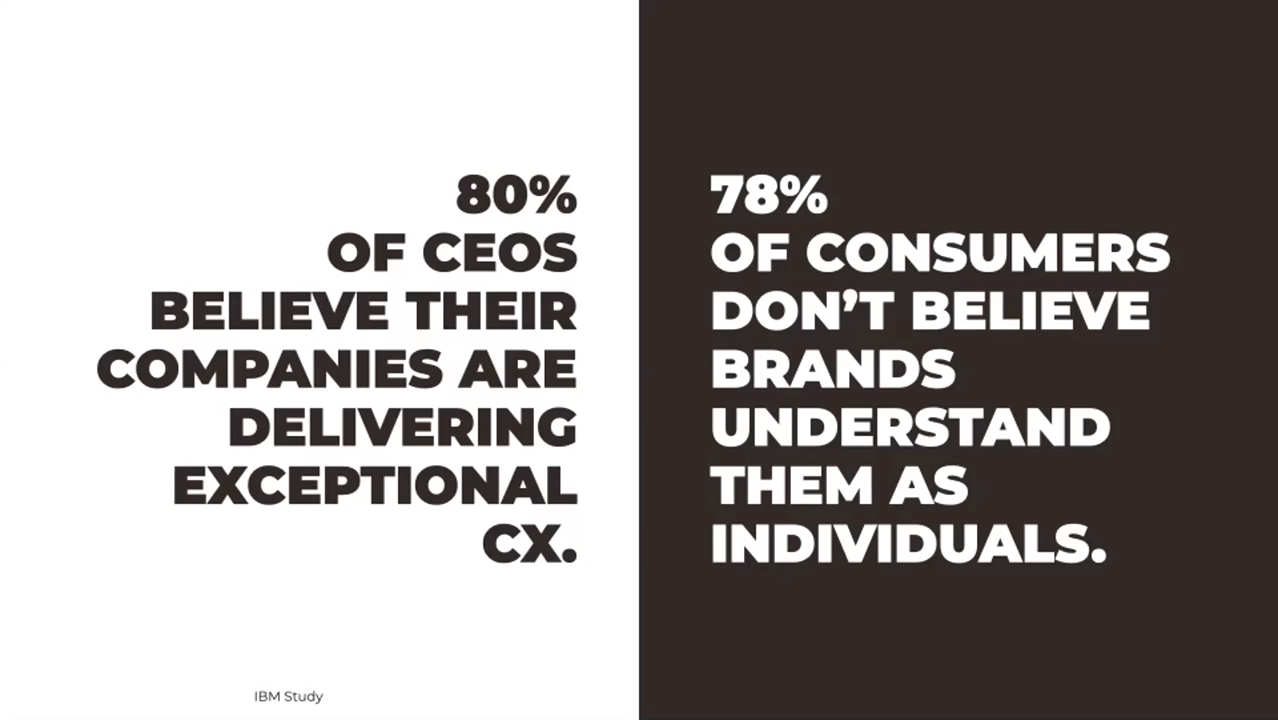 80%
OF CEOS
BELIEVE THEIR
COMPANIES ARE
DELIVERING
EXCEPTIONAL
CX.
78%
OF CONSUMERS
DON’T BELIEVE
BRANDS
UNDERSTAND
THEM AS
INDIVIDUALS.
IBM Study